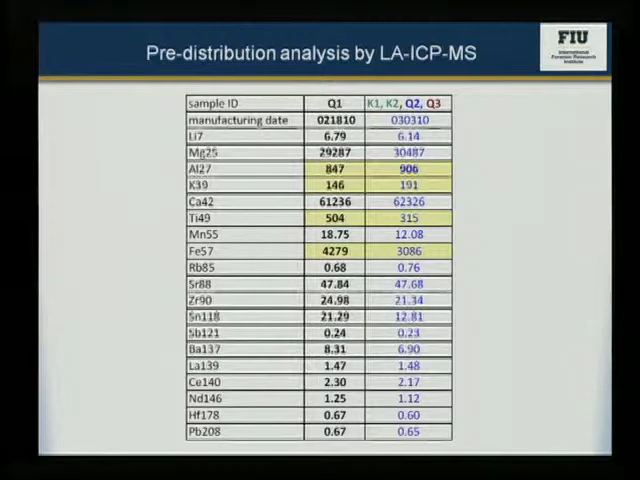 FIU
International
Forensic Research
Institute
Pre-distribution analysis by LA-ICP-MS
sample ID Q1 K1, K2, Q2, Q3
manufacturing date 021810 030310
Li7 6.79 6.14
Mg25 29287 30487
Al27 847 906
K39 146 191
Ca42 61236 62326
Ti49 504 315
Mn55 18.75 12.08
Fe57 4279 3086
Rb85 0.68 0.76
Sr88 47.84 47.68
Zr90 24.98 21.34
Sn118 21.29 12.81
Sb121 0.24 0.23
Ba137 8.31 6.90
La139 1.47 1.48
Ce140 2.30 2.17
Nd146 1.25 1.12
Hf178 0.67 0.60
Pb208 0.67 0.65